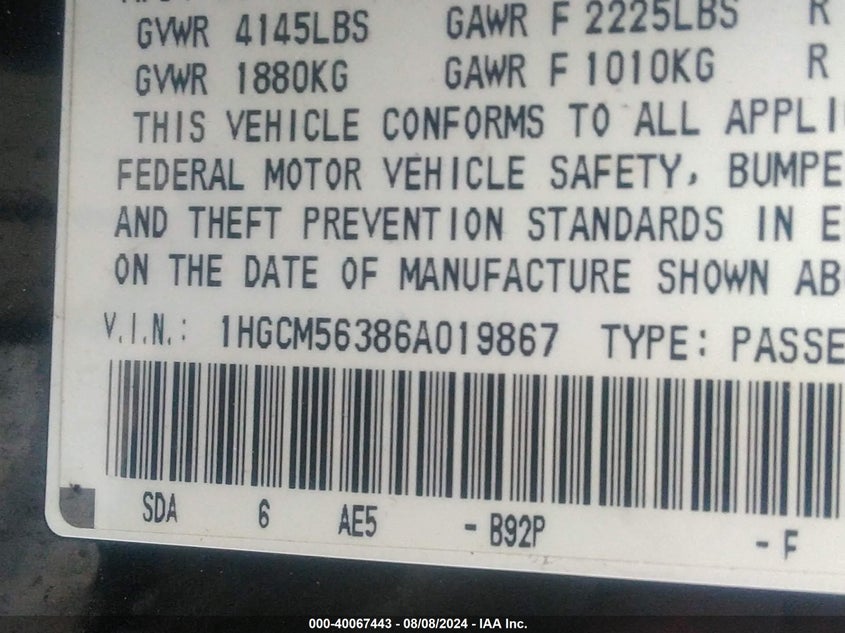 GVWR 4145LBS GAWR F 2225LBS R
GVWR 1880KG GAWR F 1010KG R
THIS VEHICLE CONFORMS TO ALL APPLI
FEDERAL MOTOR VEHICLE SAFETY, BUMPE
AND THEFT PREVENTION STANDARDS IN E
ON THE DATE OF MANUFACTURE SHOWN AB
V.I.N.: 1HGCM56386A019867 TYPE: PASSE
SDA 6 AE5 - B92P - F
000-40067443 - 08/08/2024 - IAA Inc.